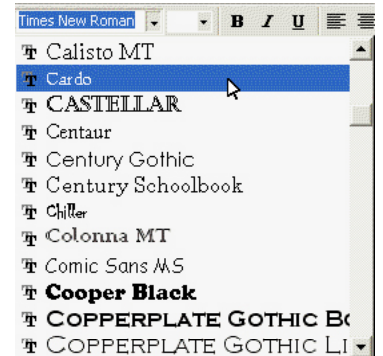 Times New Roman B I U
Calisto MT
Cardo
CASTELLAR
Centaur
Century Gothic
Century Schoolbook
Chiller
Colonna MT
Comic Sans MS
Cooper Black
COPPERPLATE GOTHIC BO
COPPERPLATE GOTHIC LI